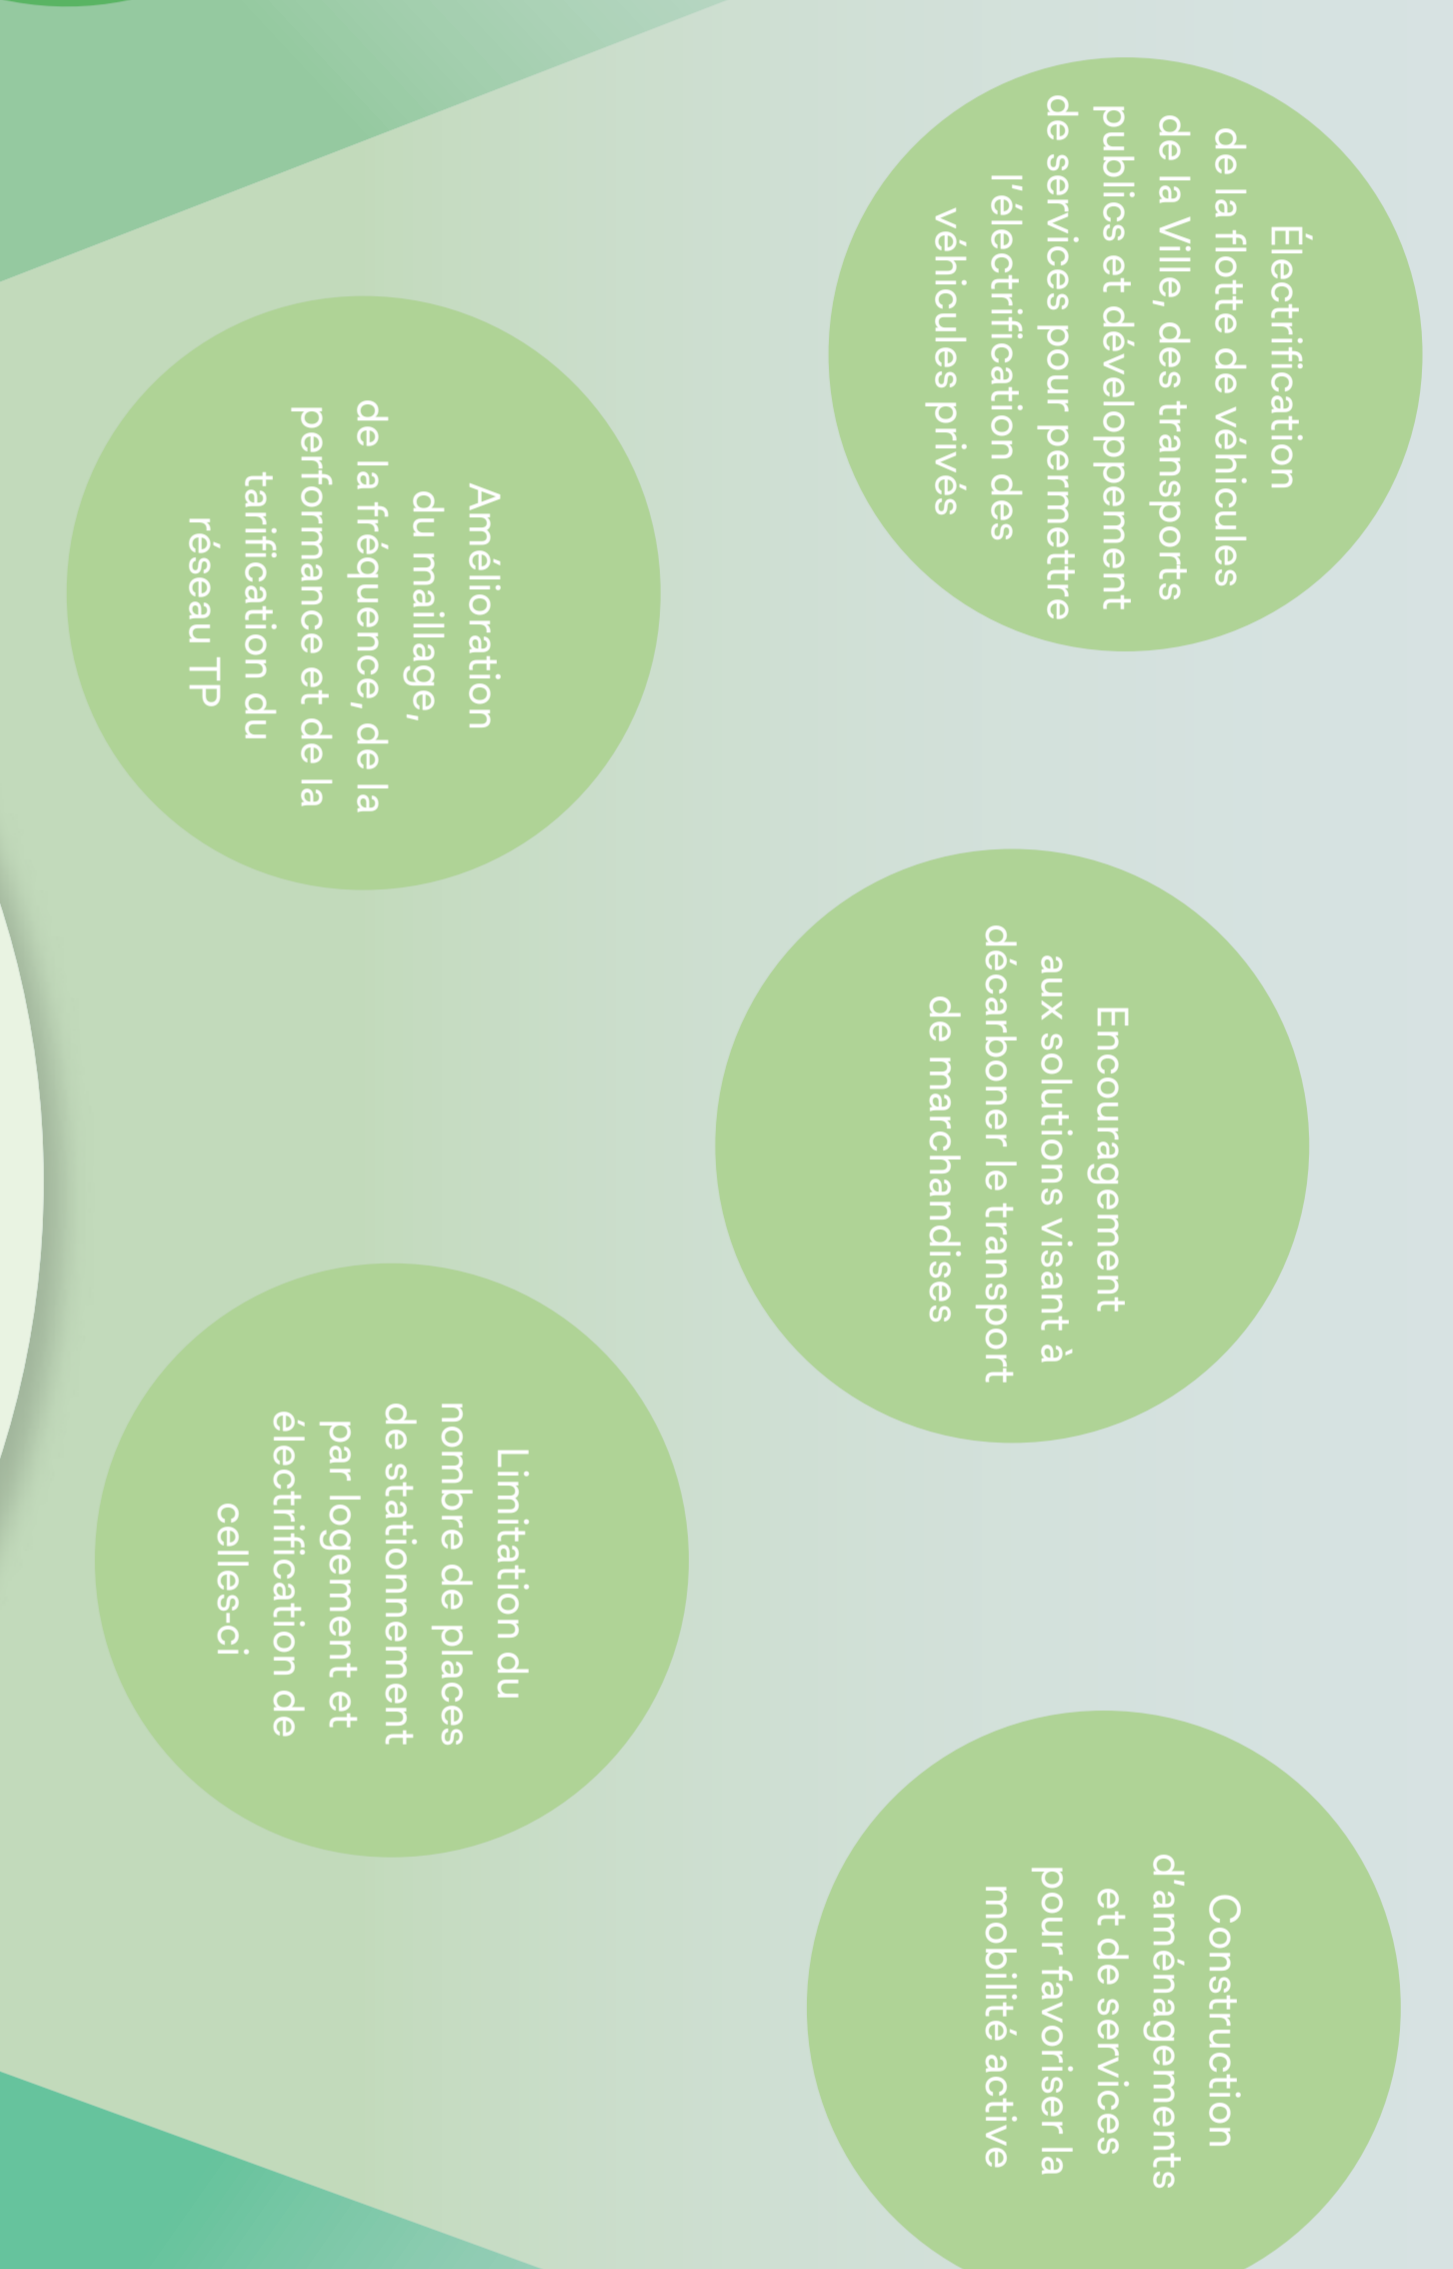 Électrification
de la flotte de véhicules
de la Ville, des transports
publics et développement
de services pour permettre
l'électrification des
véhicules privés
Encouragement
aux solutions visant à
décarboner le transport
de marchandises
Construction
d'aménagements
et de services
pour favoriser la
mobilité active
Amélioration
du maillage,
de la fréquence, de la
performance et de la
tarification du
réseau TP
Limitation du
nombre de places
de stationnement
par logement et
électrification de
celles-ci